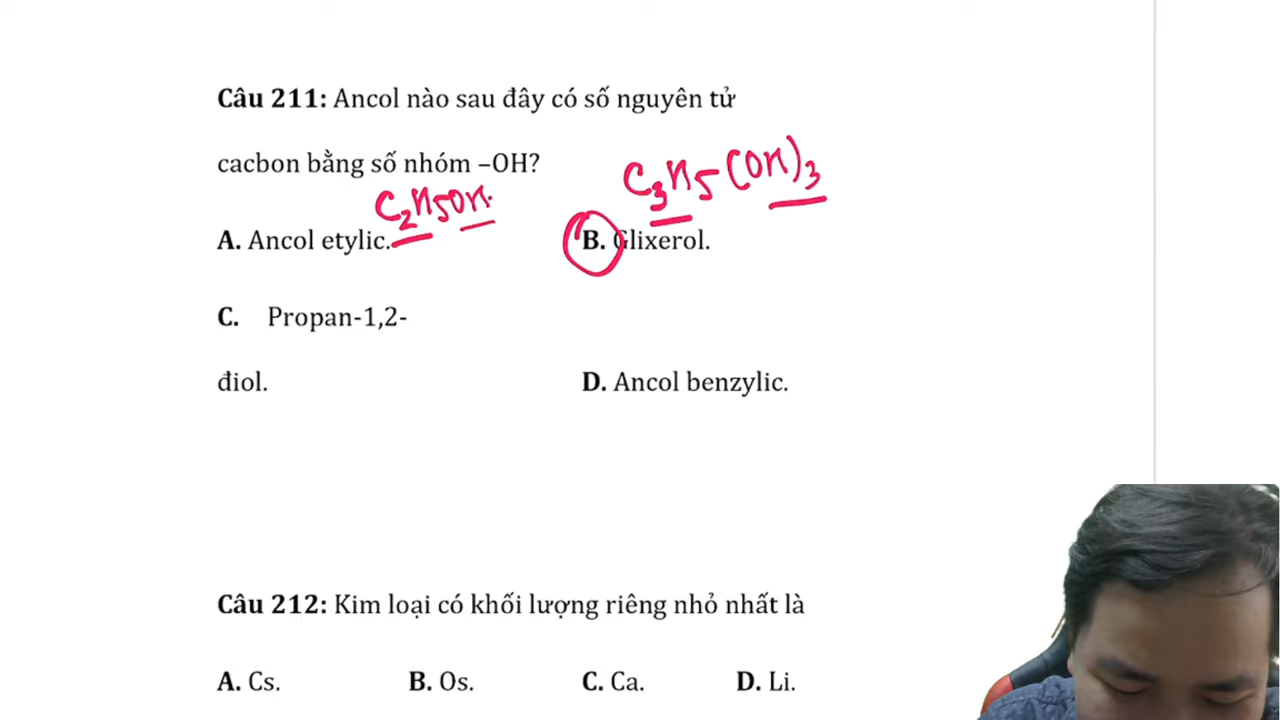 Câu 211: Ancol nào sau đây có số nguyên tử
cacbon bằng số nhóm –OH?
C2H5OH
C3H5(OH)3
A. Ancol etylic.
B. Glixerol.
C. Propan-1,2-
điol.
D. Ancol benzylic.
Câu 212: Kim loại có khối lượng riêng nhỏ nhất là
A. Cs.
B. Os.
C. Ca.
D. Li.